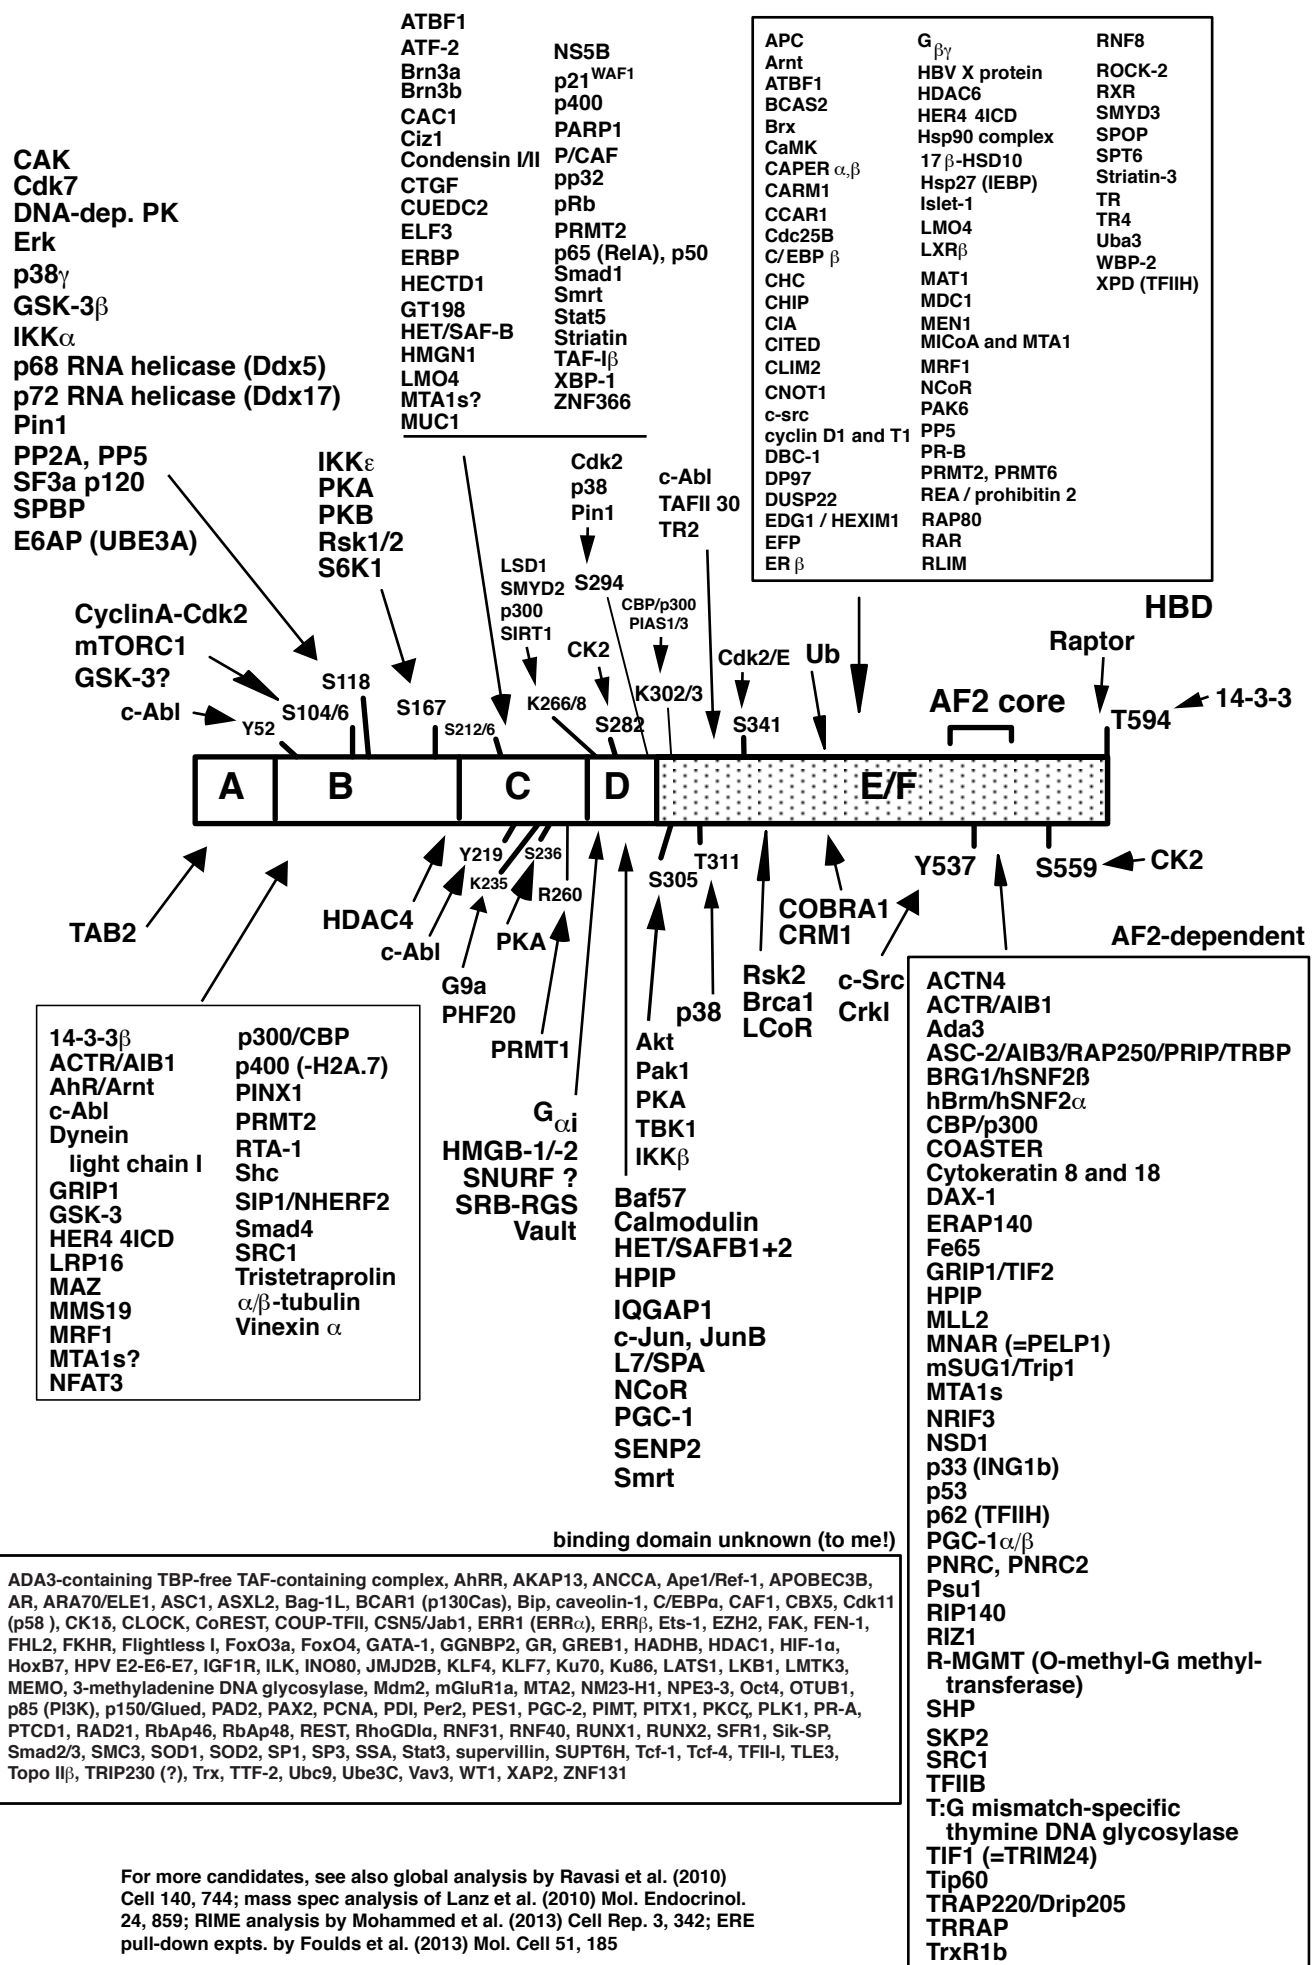 ATBF1
ATF-2
Brn3a
Brn3b
CAC1
Ciz1
Condensin I/II
CTGF
CUEDC2
ELF3
ERBP
HECTD1
GT198
HET/SAF-B
HMGN1
LMO4
MTA1s?
MUC1
NS5B
p21WAF1
p400
PARP1
P/CAF
pp32
pRb
PRMT2
p65 (RelA), p50
Smad1
Smrt
Stat5
Striatin
TAF-Iβ
XBP-1
ZNF366
APC
Arnt
ATBF1
BCAS2
Brx
CaMK
CAPER α,β
CARM1
CCAR1
Cdc25B
C/EBP β
CHC
CHIP
CIA
CITED
CLIM2
CNOT1
c-src
cyclin D1 and T1
DBC-1
DP97
DUSP22
EDG1 / HEXIM1
EFP
ER β
Gβγ
HBV X protein
HDAC6
HER4 4ICD
Hsp90 complex
17β-HSD10
Hsp27 (IEBP)
Islet-1
LMO4
LXRβ
MAT1
MDC1
MEN1
MICoA and MTA1
MRF1
NCoR
PAK6
PP5
PR-B
PRMT2, PRMT6
REA / prohibitin 2
RAP80
RAR
RLIM
RNF8
ROCK-2
RXR
SMYD3
SPOP
SPT6
Striatin-3
TR
TR4
Uba3
WBP-2
XPD (TFIIH)
HBD
CAK
Cdk7
DNA-dep. PK
Erk
p38γ
GSK-3β
IKKα
p68 RNA helicase (Ddx5)
p72 RNA helicase (Ddx17)
Pin1
PP2A, PP5
SF3a p120
SPBP
E6AP (UBE3A)
IKKε
PKA
PKB
Rsk1/2
S6K1
CyclinA-Cdk2
mTORC1
GSK-3?
c-Abl
LSD1
SMYD2
p300
SIRT1
Cdk2
p38
Pin1
S294
CK2
CBP/p300
PIAS1/3
c-Abl
TAFII 30
TR2
Cdk2/E
Ub
Raptor
14-3-3
AF2 core
Y52
S104/6
S118
S167
S212/6
K266/8
S282
K302/3
S341
T594
A
B
C
D
E/F
Y219
K235
S236
R260
S305
T311
Y537
S559
CK2
TAB2
HDAC4
c-Abl
G9a
PHF20
PKA
PRMT1
Gαi
HMGB-1/-2
SNURF ?
SRB-RGS
Vault
Baf57
Calmodulin
HET/SAFB1+2
HPIP
IQGAP1
c-Jun, JunB
L7/SPA
NCoR
PGC-1
SENP2
Smrt
Akt
Pak1
PKA
TBK1
IKKβ
p38
Rsk2
Brca1
LCoR
COBRA1
CRM1
c-Src
Crkl
14-3-3β
ACTR/AIB1
AhR/Arnt
c-Abl
Dynein
light chain I
GRIP1
GSK-3
HER4 4ICD
LRP16
MAZ
MMS19
MRF1
MTA1s?
NFAT3
p300/CBP
p400 (-H2A.7)
PINX1
PRMT2
RTA-1
Shc
SIP1/NHERF2
Smad4
SRC1
Tristetraprolin
α/β-tubulin
Vinexin α
AF2-dependent
ACTN4
ACTR/AIB1
Ada3
ASC-2/AIB3/RAP250/PRIP/TRBP
BRG1/hSNF2ß
hBrm/hSNF2α
CBP/p300
COASTER
Cytokeratin 8 and 18
DAX-1
ERAP140
Fe65
GRIP1/TIF2
HPIP
MLL2
MNAR (=PELP1)
mSUG1/Trip1
MTA1s
NRIF3
NSD1
p33 (ING1b)
p53
p62 (TFIIH)
PGC-1α/β
PNRC, PNRC2
Psu1
RIP140
RIZ1
R-MGMT (O-methyl-G methyl-
transferase)
SHP
SKP2
SRC1
TFIIB
T:G mismatch-specific
thymine DNA glycosylase
TIF1 (=TRIM24)
Tip60
TRAP220/Drip205
TRRAP
TrxR1b
binding domain unknown (to me!)
ADA3-containing TBP-free TAF-containing complex, AhRR, AKAP13, ANCCA, Ape1/Ref-1, APOBEC3B,
AR, ARA70/ELE1, ASC1, ASXL2, Bag-1L, BCAR1 (p130Cas), Bip, caveolin-1, C/EBPα, CAF1, CBX5, Cdk11
(p58 ), CK1δ, CLOCK, CoREST, COUP-TFII, CSN5/Jab1, ERR1 (ERRα), ERRβ, Ets-1, EZH2, FAK, FEN-1,
FHL2, FKHR, Flightless I, FoxO3a, FoxO4, GATA-1, GGNBP2, GR, GREB1, HADHB, HDAC1, HIF-1α,
HoxB7, HPV E2-E6-E7, IGF1R, ILK, INO80, JMJD2B, KLF4, KLF7, Ku70, Ku86, LATS1, LKB1, LMTK3,
MEMO, 3-methyladenine DNA glycosylase, Mdm2, mGluR1a, MTA2, NM23-H1, NPE3-3, Oct4, OTUB1,
p85 (PI3K), p150/Glued, PAD2, PAX2, PCNA, PDI, Per2, PES1, PGC-2, PIMT, PITX1, PKCζ, PLK1, PR-A,
PTCD1, RAD21, RbAp46, RbAp48, REST, RhoGDIα, RNF31, RNF40, RUNX1, RUNX2, SFR1, Sik-SP,
Smad2/3, SMC3, SOD1, SOD2, SP1, SP3, SSA, Stat3, supervillin, SUPT6H, Tcf-1, Tcf-4, TFII-I, TLE3,
Topo IIβ, TRIP230 (?), Trx, TTF-2, Ubc9, Ube3C, Vav3, WT1, XAP2, ZNF131
For more candidates, see also global analysis by Ravasi et al. (2010)
Cell 140, 744; mass spec analysis of Lanz et al. (2010) Mol. Endocrinol.
24, 859; RIME analysis by Mohammed et al. (2013) Cell Rep. 3, 342; ERE
pull-down expts. by Foulds et al. (2013) Mol. Cell 51, 185